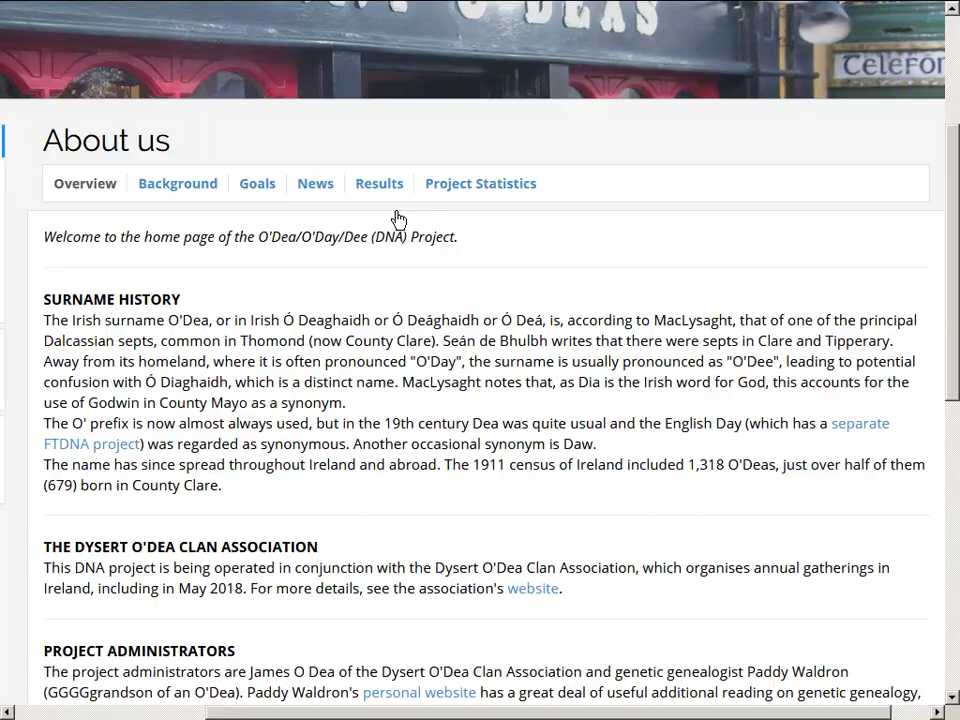 O'DEAS
Telefon
About us
Overview Background Goals News Results Project Statistics
Welcome to the home page of the O'Dea/O'Day/Dee (DNA) Project.
SURNAME HISTORY
The Irish surname O'Dea, or in Irish Ó Deaghaidh or Ó Deághaidh or Ó Deá, is, according to MacLysaght, that of one of the principal
Dalcassian septs, common in Thomond (now County Clare). Seán de Bhulbh writes that there were septs in Clare and Tipperary.
Away from its homeland, where it is often pronounced "O'Day", the surname is usually pronounced as "O'Dee", leading to potential
confusion with Ó Diaghaidh, which is a distinct name. MacLysaght notes that, as Dia is the Irish word for God, this accounts for the
use of Godwin in County Mayo as a synonym.
The O' prefix is now almost always used, but in the 19th century Dea was quite usual and the English Day (which has a separate
FTDNA project) was regarded as synonymous. Another occasional synonym is Daw.
The name has since spread throughout Ireland and abroad. The 1911 census of Ireland included 1,318 O'Deas, just over half of them
(679) born in County Clare.
THE DYSERT O'DEA CLAN ASSOCIATION
This DNA project is being operated in conjunction with the Dysert O'Dea Clan Association, which organises annual gatherings in
Ireland, including in May 2018. For more details, see the association's website.
PROJECT ADMINISTRATORS
The project administrators are James O Dea of the Dysert O'Dea Clan Association and genetic genealogist Paddy Waldron
(GGGGgrandson of an O'Dea). Paddy Waldron's personal website has a great deal of useful additional reading on genetic genealogy,